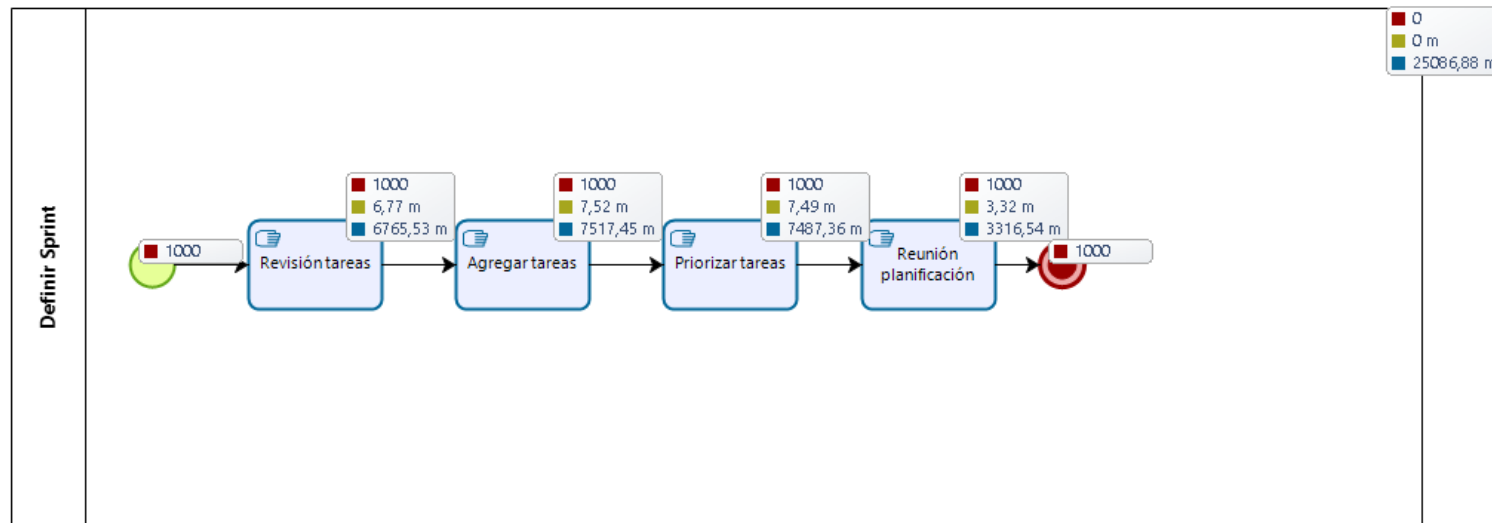 Definir Sprint
0
0 m
25086,88 m
1000
Revisión tareas
1000
6,77 m
6765,53 m
Agregar tareas
1000
7,52 m
7517,45 m
Priorizar tareas
1000
7,49 m
7487,36 m
Reunión
planificación
1000
3,32 m
3316,54 m
1000